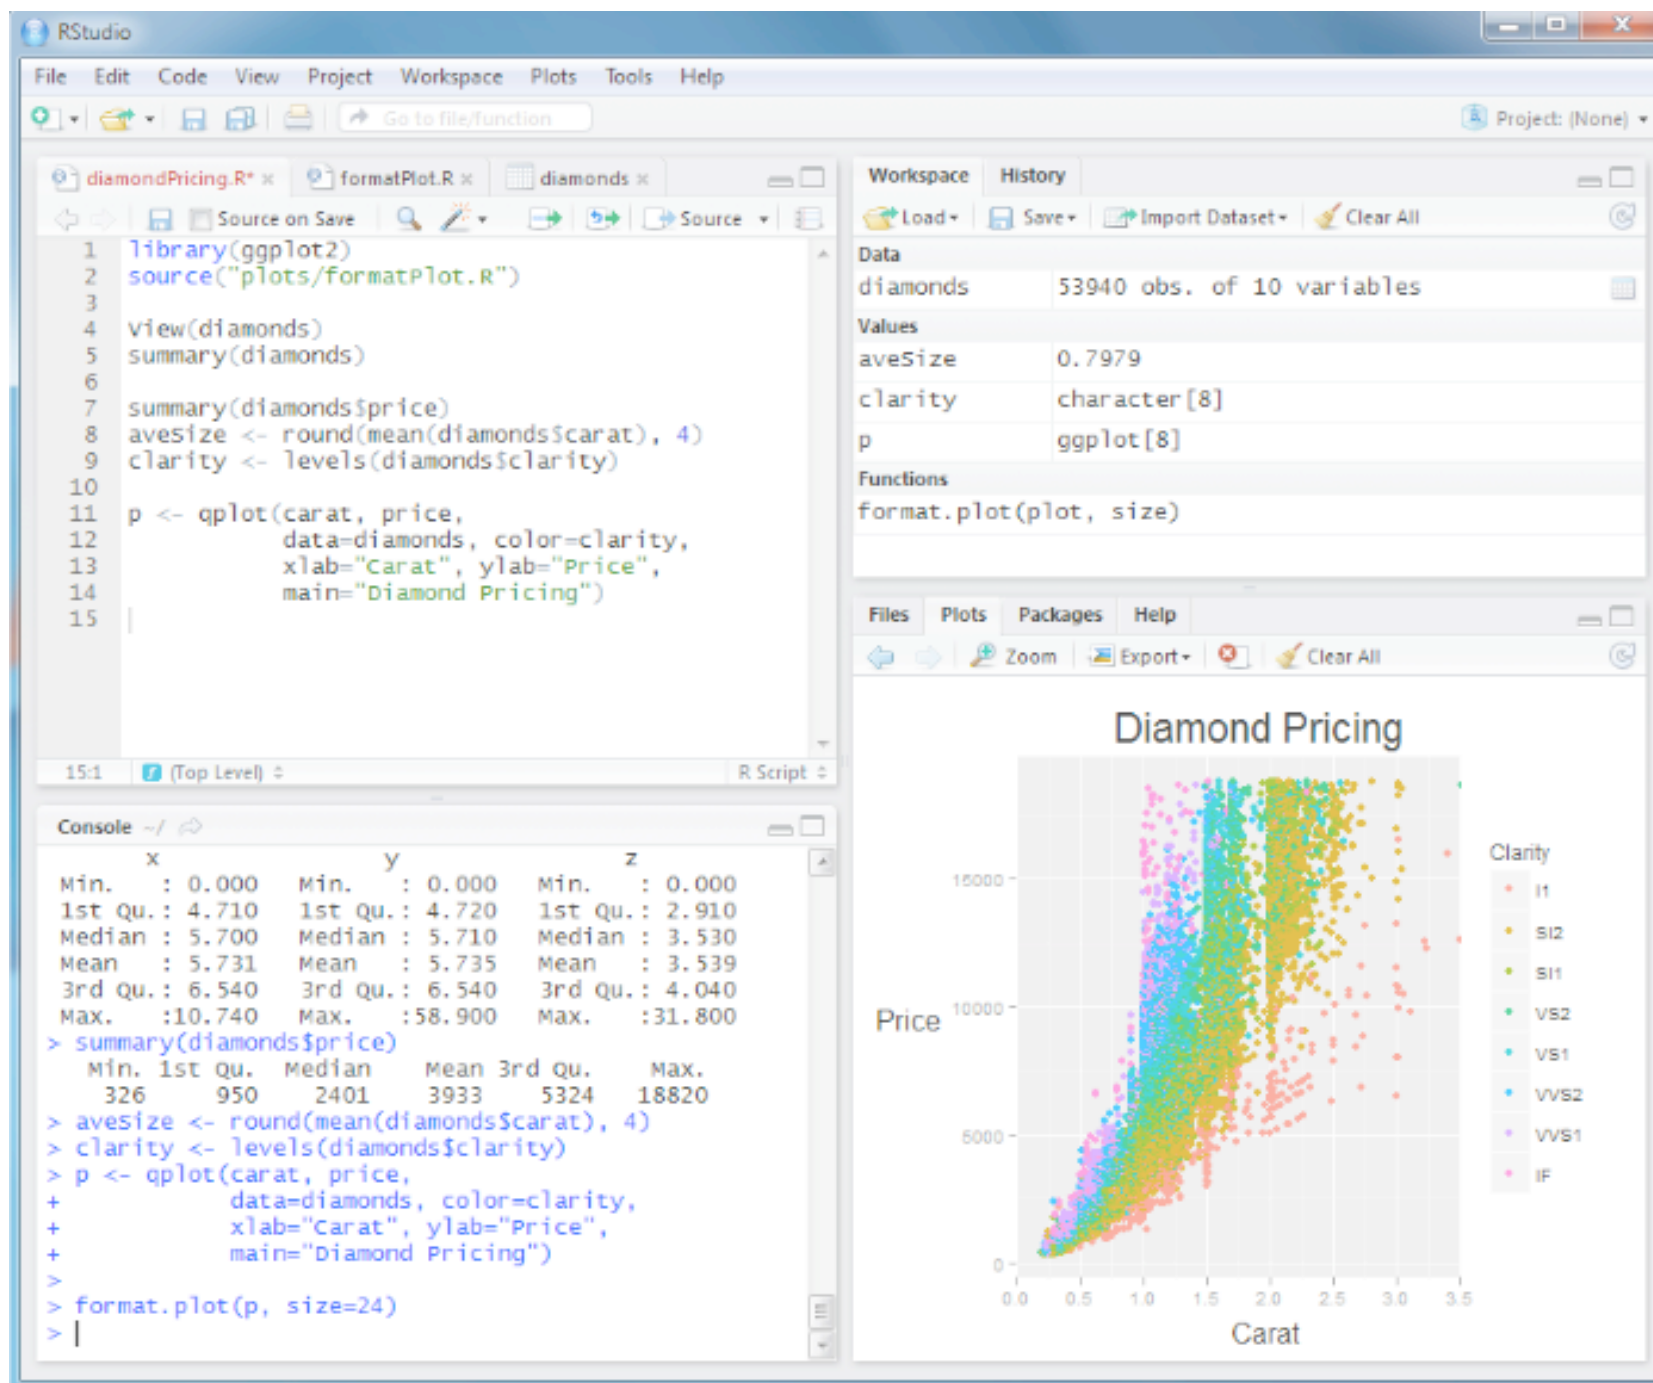 RStudio
File Edit Code View Project Workspace Plots Tools Help
Go to file/function
Project: (None)
diamondPricing.R* formatPlot.R diamonds
Source on Save Source
1 library(ggplot2)
2 source("plots/formatPlot.R")
3
4 View(diamonds)
5 summary(diamonds)
6
7 summary(diamonds$price)
8 aveSize <- round(mean(diamonds$carat), 4)
9 clarity <- levels(diamonds$clarity)
10
11 p <- qplot(carat, price,
12 data=diamonds, color=clarity,
13 xlab="Carat", ylab="Price",
14 main="Diamond Pricing")
15
15:1 (Top Level) R Script
Console ~/
x y z
Min. : 0.000 Min. : 0.000 Min. : 0.000
1st Qu.: 4.710 1st Qu.: 4.720 1st Qu.: 2.910
Median : 5.700 Median : 5.710 Median : 3.530
Mean : 5.731 Mean : 5.735 Mean : 3.539
3rd Qu.: 6.540 3rd Qu.: 6.540 3rd Qu.: 4.040
Max. :10.740 Max. :58.900 Max. :31.800
> summary(diamonds$price)
Min. 1st Qu. Median Mean 3rd Qu. Max.
326 950 2401 3933 5324 18820
> aveSize <- round(mean(diamonds$carat), 4)
> clarity <- levels(diamonds$clarity)
> p <- qplot(carat, price,
+ data=diamonds, color=clarity,
+ xlab="Carat", ylab="Price",
+ main="Diamond Pricing")
>
> format.plot(p, size=24)
>
Workspace History
Load Save Import Dataset Clear All
Data
diamonds 53940 obs. of 10 variables
Values
aveSize 0.7979
clarity character[8]
p ggplot[8]
Functions
format.plot(plot, size)
Files Plots Packages Help
Zoom Export Clear All
Diamond Pricing
Price
15000
10000
5000
0
0.0 0.5 1.0 1.5 2.0 2.5 3.0 3.5
Carat
Clarity
I1
SI2
SI1
VS2
VS1
VVS2
VVS1
IF